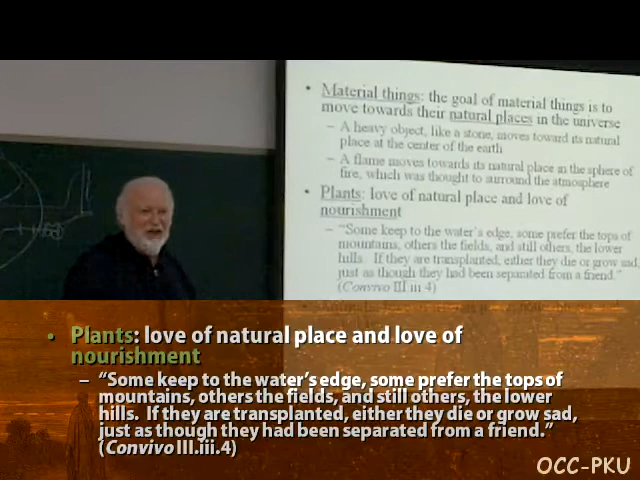 • Material things: the goal of material things is to
move towards their natural places in the universe
– A heavy object, like a stone, moves toward its natural
place at the center of the earth
– A flame moves towards its natural place in the sphere of
fire, which was thought to surround the atmosphere
• Plants: love of natural place and love of
nourishment
– “Some keep to the water’s edge, some prefer the tops of
mountains, others the fields, and still others, the lower
hills. If they are transplanted, either they die or grow sad,
just as though they had been separated from a friend.”
(Convivo III iii 4)
• Plants: love of natural place and love of
nourishment
– “Some keep to the water’s edge, some prefer the tops of
mountains, others the fields, and still others, the lower
hills. If they are transplanted, either they die or grow sad,
just as though they had been separated from a friend.”
(Convivo III.iii.4)
OCC-PKU